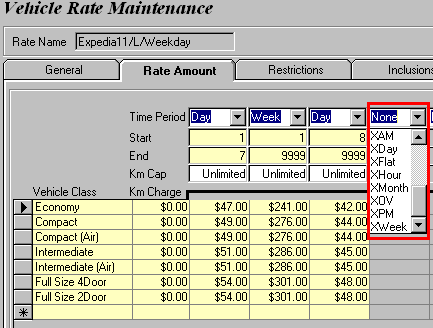 Vehicle Rate Maintenance
Rate Name Expedia11/L/Weekday
General Rate Amount Restrictions Inclusions
Time Period Day Week Day None
Start 1 1 8
End 7 9999 9999
Km Cap Unlimited Unlimited Unlimited
XAM
XDay
XFlat
XHour
XMonth
XOV
XPM
XWeek
Vehicle Class Km Charge
Economy $0.00 $47.00 $241.00 $42.00
Compact $0.00 $49.00 $276.00 $44.00
Compact (Air) $0.00 $49.00 $276.00 $44.00
Intermediate $0.00 $51.00 $286.00 $45.00
Intermediate (Air) $0.00 $51.00 $286.00 $45.00
Full Size 4Door $0.00 $54.00 $301.00 $48.00
Full Size 2Door $0.00 $54.00 $301.00 $48.00